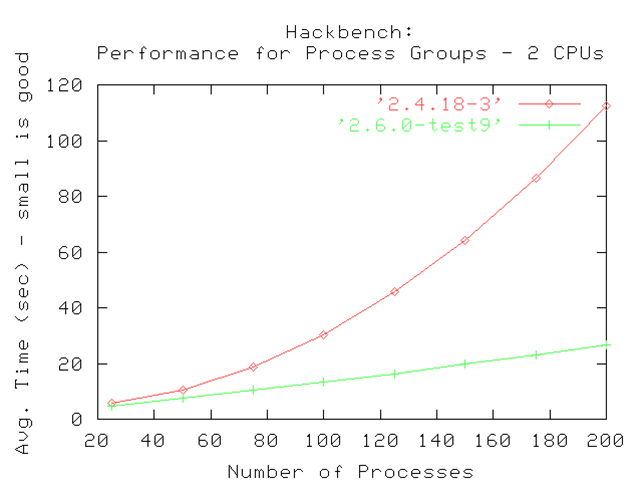 Hackbench:
Performance for Process Groups - 2 CPUs
Avg. Time (sec) - small is good
120
100
80
60
40
20
0
'2.4.18-3'
'2.6.0-test9'
20 40 60 80 100 120 140 160 180 200
Number of Processes